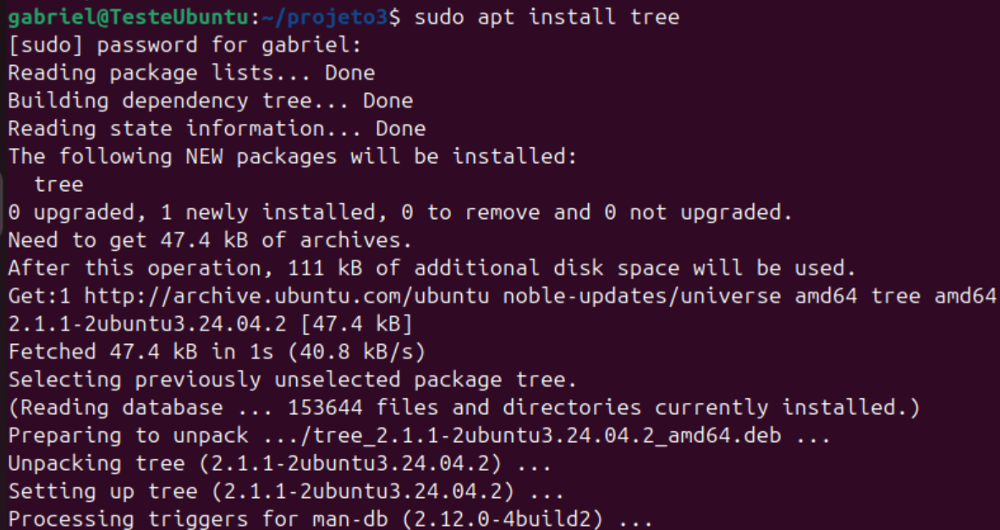 gabriel@TesteUbuntu:~/projeto3$ sudo apt install tree
[sudo] password for gabriel:
Reading package lists... Done
Building dependency tree... Done
Reading state information... Done
The following NEW packages will be installed:
  tree
0 upgraded, 1 newly installed, 0 to remove and 0 not upgraded.
Need to get 47.4 kB of archives.
After this operation, 111 kB of additional disk space will be used.
Get:1 http://archive.ubuntu.com/ubuntu noble-updates/universe amd64 tree amd64
2.1.1-2ubuntu3.24.04.2 [47.4 kB]
Fetched 47.4 kB in 1s (40.8 kB/s)
Selecting previously unselected package tree.
(Reading database ... 153644 files and directories currently installed.)
Preparing to unpack .../tree_2.1.1-2ubuntu3.24.04.2_amd64.deb ...
Unpacking tree (2.1.1-2ubuntu3.24.04.2) ...
Setting up tree (2.1.1-2ubuntu3.24.04.2) ...
Processing triggers for man-db (2.12.0-4build2) ...